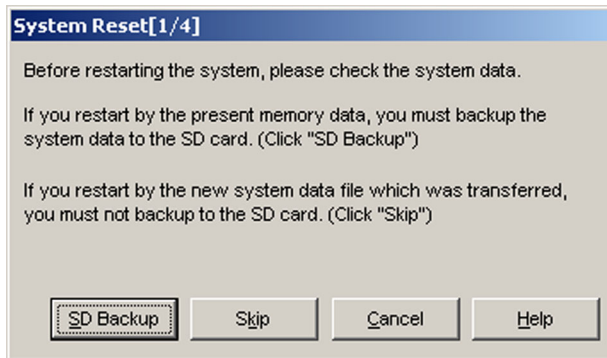 System Reset[1/4]
Before restarting the system, please check the system data.
If you restart by the present memory data, you must backup the
system data to the SD card. (Click "SD Backup")
If you restart by the new system data file which was transferred,
you must not backup to the SD card. (Click "Skip")
SD Backup Skip Cancel Help